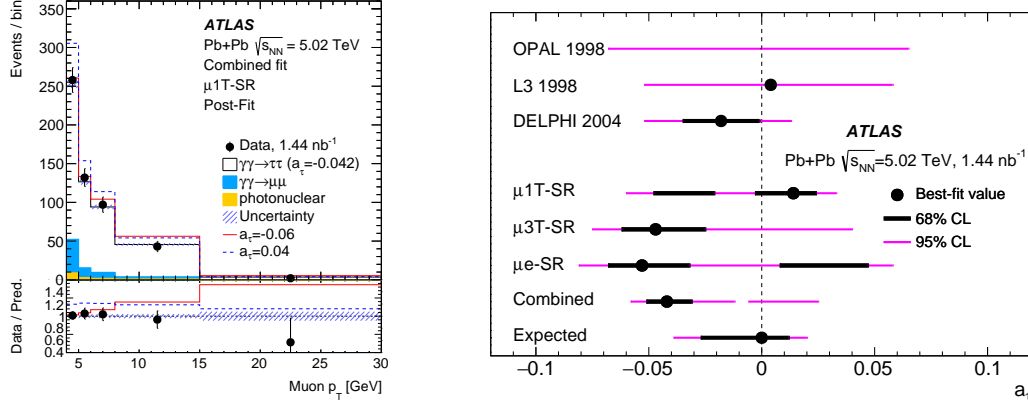 Events / bin
350
300
250
200
150
100
50
0
ATLAS
Pb+Pb √sNN = 5.02 TeV
Combined fit
μ1T-SR
Post-Fit
Data, 1.44 nb⁻¹
γγ→ττ (aτ=-0.042)
γγ→μμ
photonuclear
Uncertainty
aτ=-0.06
aτ=0.04
Data / Pred.
1.4
1.2
1
0.8
0.6
0.4
5 10 15 20 25 30
Muon pT [GeV]
OPAL 1998
L3 1998
DELPHI 2004
ATLAS
Pb+Pb √sNN=5.02 TeV, 1.44 nb⁻¹
μ1T-SR
Best-fit value
μ3T-SR
68% CL
μe-SR
95% CL
Combined
Expected
−0.1 −0.05 0 0.05 0.1